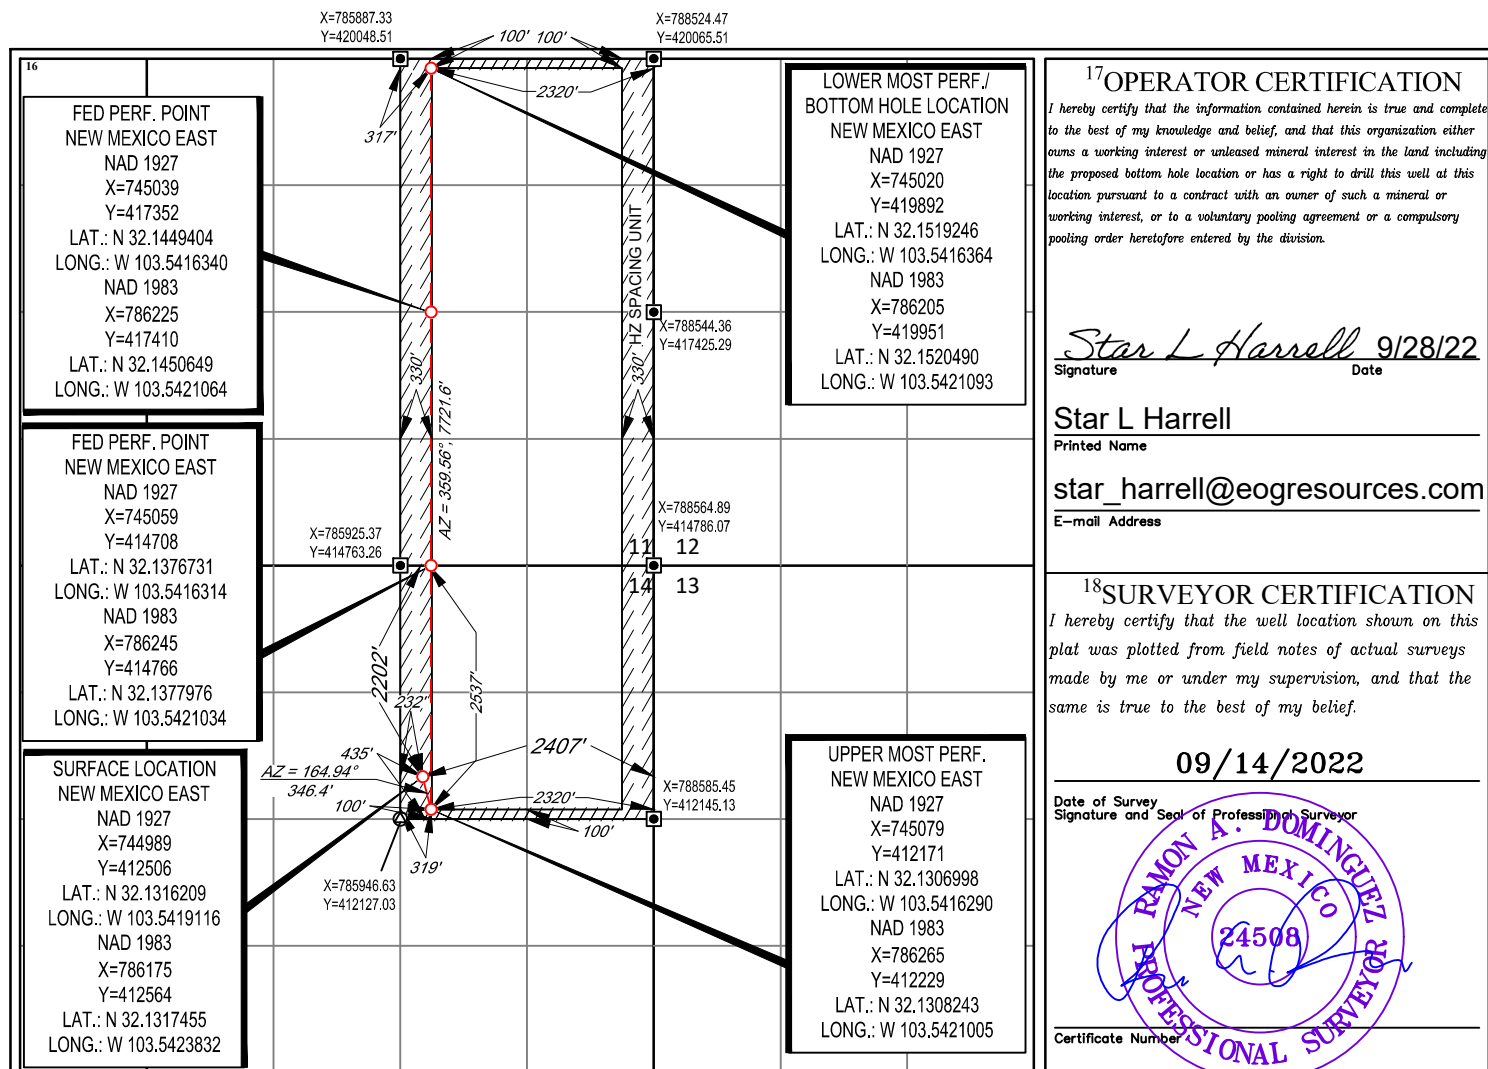 X=785887.33
Y=420048.51
X=788524.47
Y=420065.51
16
100' 100'
2320'
317'
FED PERF. POINT
NEW MEXICO EAST
NAD 1927
X=745039
Y=417352
LAT.: N 32.1449404
LONG.: W 103.5416340
NAD 1983
X=786225
Y=417410
LAT.: N 32.1450649
LONG.: W 103.5421064
LOWER MOST PERF./
BOTTOM HOLE LOCATION
NEW MEXICO EAST
NAD 1927
X=745020
Y=419892
LAT.: N 32.1519246
LONG.: W 103.5416364
NAD 1983
X=786205
Y=419951
LAT.: N 32.1520490
LONG.: W 103.5421093
HZ SPACING UNIT
X=788544.36
Y=417425.29
330'
330'
AZ = 359.56°, 7721.6'
FED PERF. POINT
NEW MEXICO EAST
NAD 1927
X=745059
Y=414708
LAT.: N 32.1376731
LONG.: W 103.5416314
NAD 1983
X=786245
Y=414766
LAT.: N 32.1377976
LONG.: W 103.5421034
X=785925.37
Y=414763.26
X=788564.89
Y=414786.07
11 12
14 13
2202'
232'
2537'
2407'
435'
AZ = 164.94°
346.4'
100'
2320'
100'
319'
X=788585.45
Y=412145.13
X=785946.63
Y=412127.03
SURFACE LOCATION
NEW MEXICO EAST
NAD 1927
X=744989
Y=412506
LAT.: N 32.1316209
LONG.: W 103.5419116
NAD 1983
X=786175
Y=412564
LAT.: N 32.1317455
LONG.: W 103.5423832
UPPER MOST PERF.
NEW MEXICO EAST
NAD 1927
X=745079
Y=412171
LAT.: N 32.1306998
LONG.: W 103.5416290
NAD 1983
X=786265
Y=412229
LAT.: N 32.1308243
LONG.: W 103.5421005
17OPERATOR CERTIFICATION
I hereby certify that the information contained herein is true and complete
to the best of my knowledge and belief, and that this organization either
owns a working interest or unleased mineral interest in the land including
the proposed bottom hole location or has a right to drill this well at this
location pursuant to a contract with an owner of such a mineral or
working interest, or to a voluntary pooling agreement or a compulsory
pooling order heretofore entered by the division.
Star L Harrell 9/28/22
Signature Date
Star L Harrell
Printed Name
star_harrell@eogresources.com
E-mail Address
18SURVEYOR CERTIFICATION
I hereby certify that the well location shown on this
plat was plotted from field notes of actual surveys
made by me or under my supervision, and that the
same is true to the best of my belief.
09/14/2022
Date of Survey
Signature and Seal of Professional Surveyor
RAMON A. DOMINGUEZ
NEW MEXICO
24508
PROFESSIONAL SURVEYOR
Certificate Number